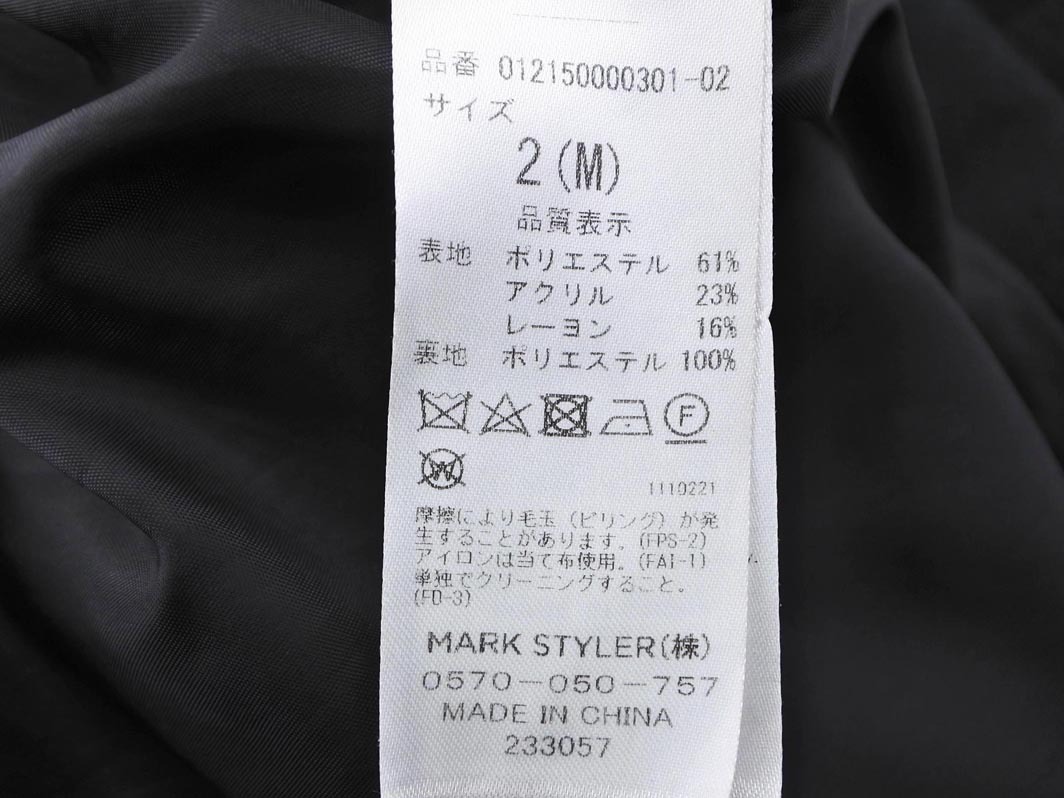 品番 012150000301-02
サイズ
2(M)
品質表示
表地 ポリエステル 61%
アクリル 23%
レーヨン 16%
裏地 ポリエステル 100%
F
W
1110221
摩擦により毛玉（ピリング）が発
生することがあります。(FPS-2)
アイロンは当て布使用。(FAI-1)
単独でクリーニングすること。
(FD-3)
MARK STYLER(株)
0570-050-757
MADE IN CHINA
233057